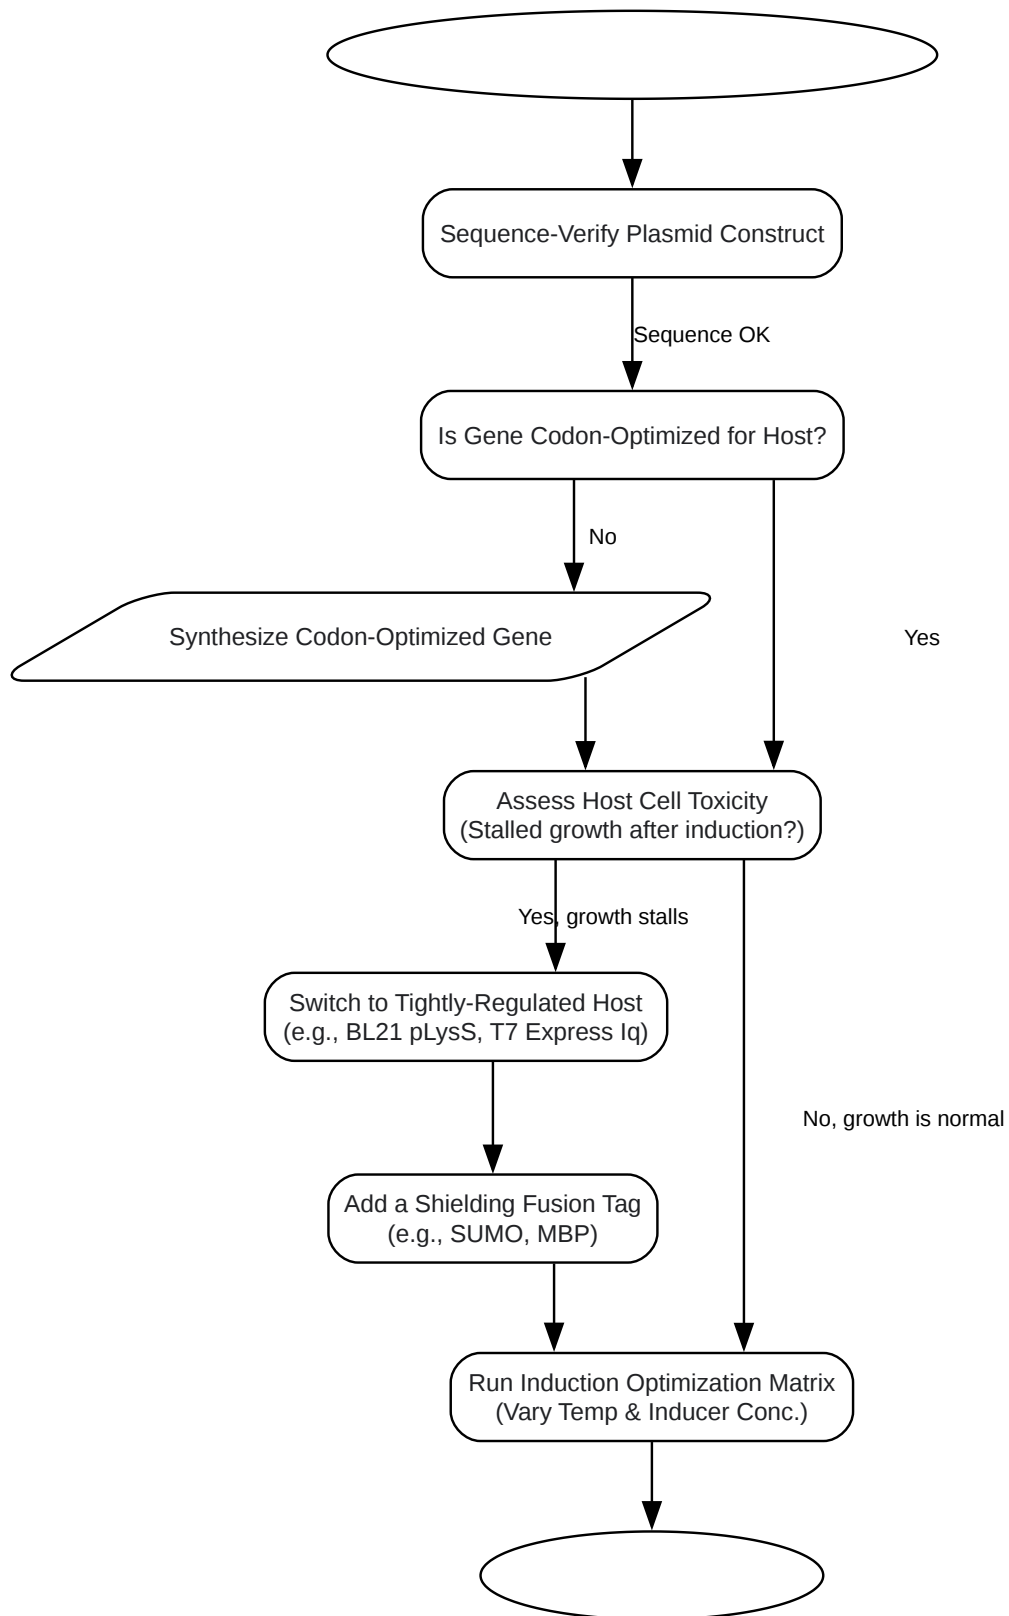 Sequence-Verify Plasmid Construct
Sequence OK
Is Gene Codon-Optimized for Host?
No
Synthesize Codon-Optimized Gene
Yes
Assess Host Cell Toxicity
(Stalled growth after induction?)
Yes, growth stalls
Switch to Tightly-Regulated Host
(e.g., BL21 pLysS, T7 Express Iq)
No, growth is normal
Add a Shielding Fusion Tag
(e.g., SUMO, MBP)
Run Induction Optimization Matrix
(Vary Temp & Inducer Conc.)